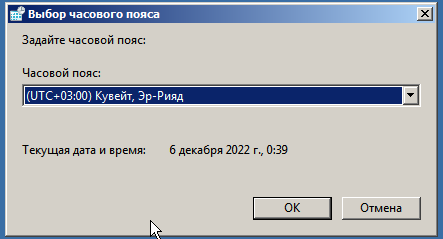 Выбор часового пояса
Задайте часовой пояс:
Часовой пояс:
(UTC+03:00) Кувейт, Эр-Рияд
Текущая дата и время: 6 декабря 2022 г., 0:39
OK Отмена